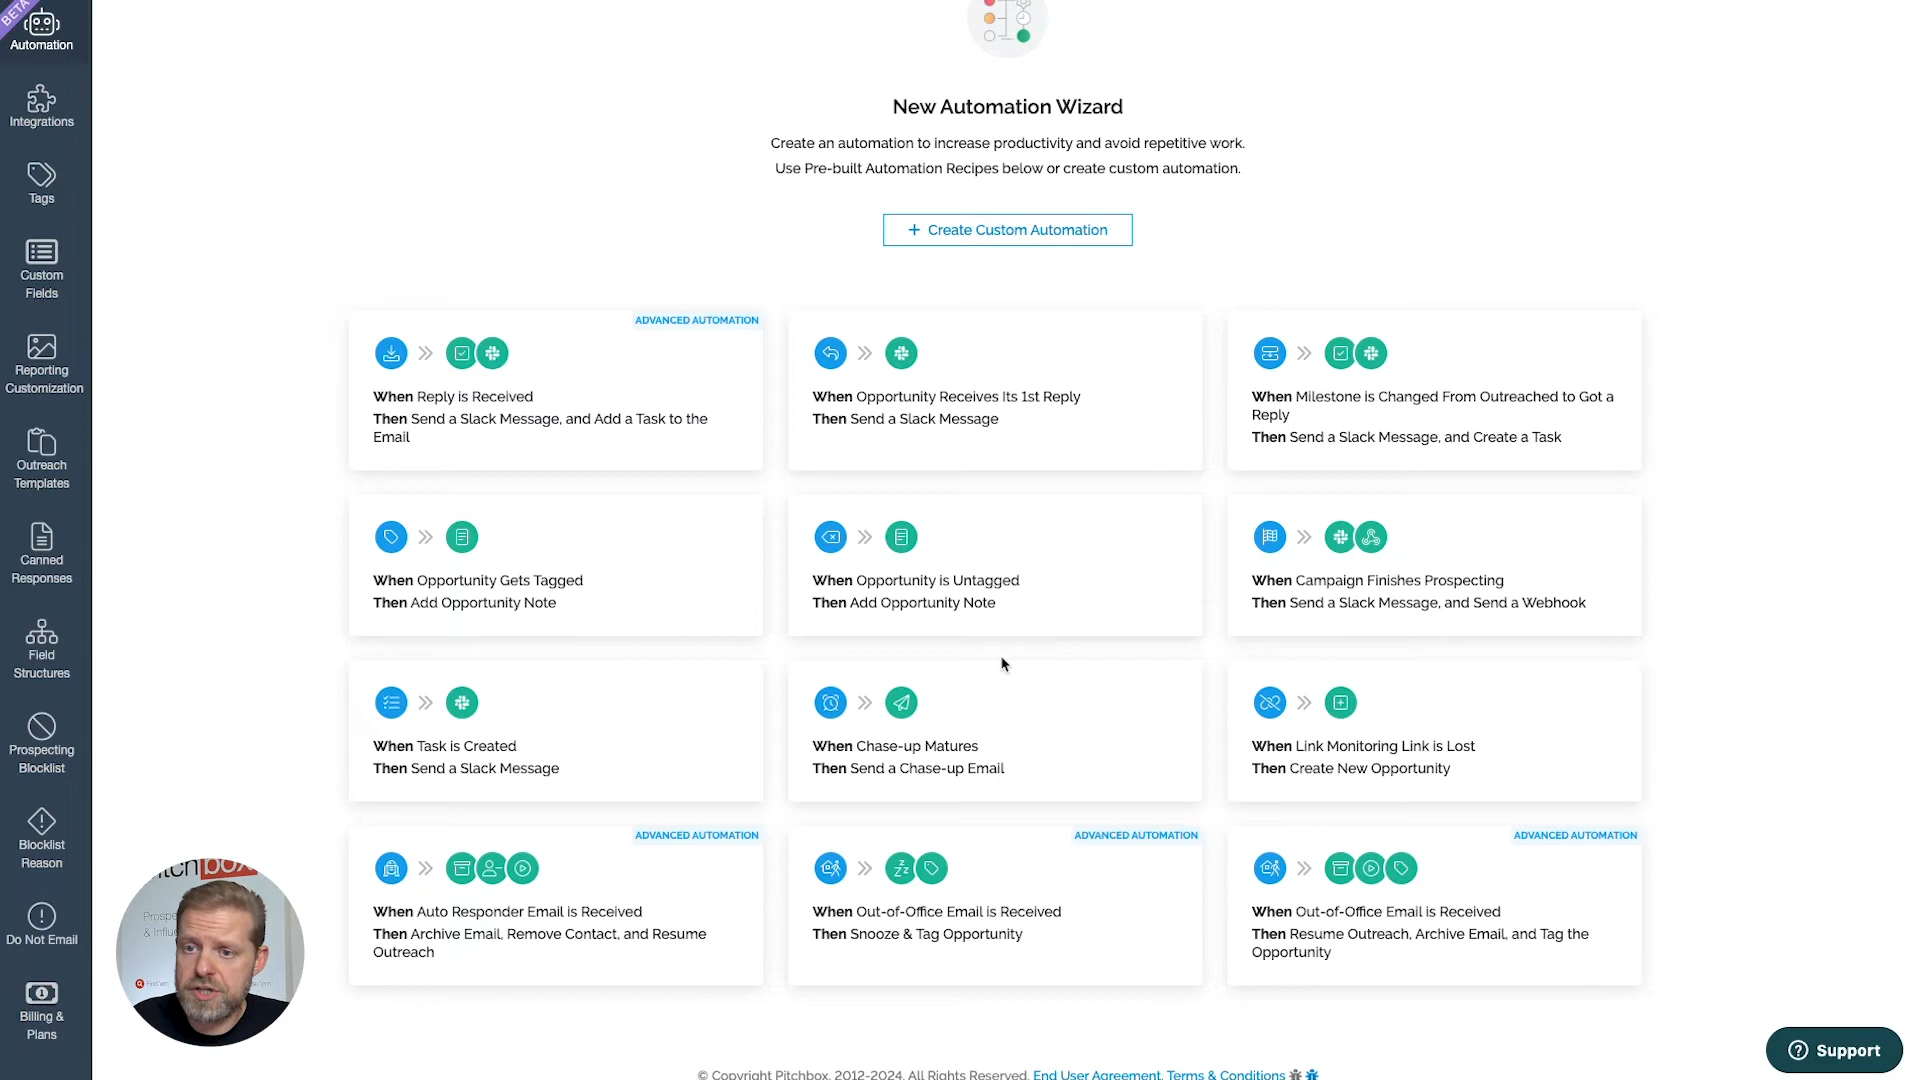 BETA
Automation
Integrations
Tags
Custom
Fields
Reporting
Customization
Outreach
Templates
Canned
Responses
Field
Structures
Prospecting
Blocklist
Blocklist
Reason
Do Not Email
Billing &
Plans
New Automation Wizard
Create an automation to increase productivity and avoid repetitive work.
Use Pre-built Automation Recipes below or create custom automation.
+ Create Custom Automation
ADVANCED AUTOMATION
When Reply is Received
Then Send a Slack Message, and Add a Task to the
Email
When Opportunity Receives Its 1st Reply
Then Send a Slack Message
When Milestone is Changed From Outreached to Got a
Reply
Then Send a Slack Message, and Create a Task
When Opportunity Gets Tagged
Then Add Opportunity Note
When Opportunity is Untagged
Then Add Opportunity Note
When Campaign Finishes Prospecting
Then Send a Slack Message, and Send a Webhook
When Task is Created
Then Send a Slack Message
When Chase-up Matures
Then Send a Chase-up Email
When Link Monitoring Link is Lost
Then Create New Opportunity
ADVANCED AUTOMATION
When Auto Responder Email is Received
Then Archive Email, Remove Contact, and Resume
Outreach
ADVANCED AUTOMATION
When Out-of-Office Email is Received
Then Snooze & Tag Opportunity
ADVANCED AUTOMATION
When Out-of-Office Email is Received
Then Resume Outreach, Archive Email, and Tag the
Opportunity
© Copyright Pitchbox, 2012-2024, All Rights Reserved. End User Agreement, Terms & Conditions
Support